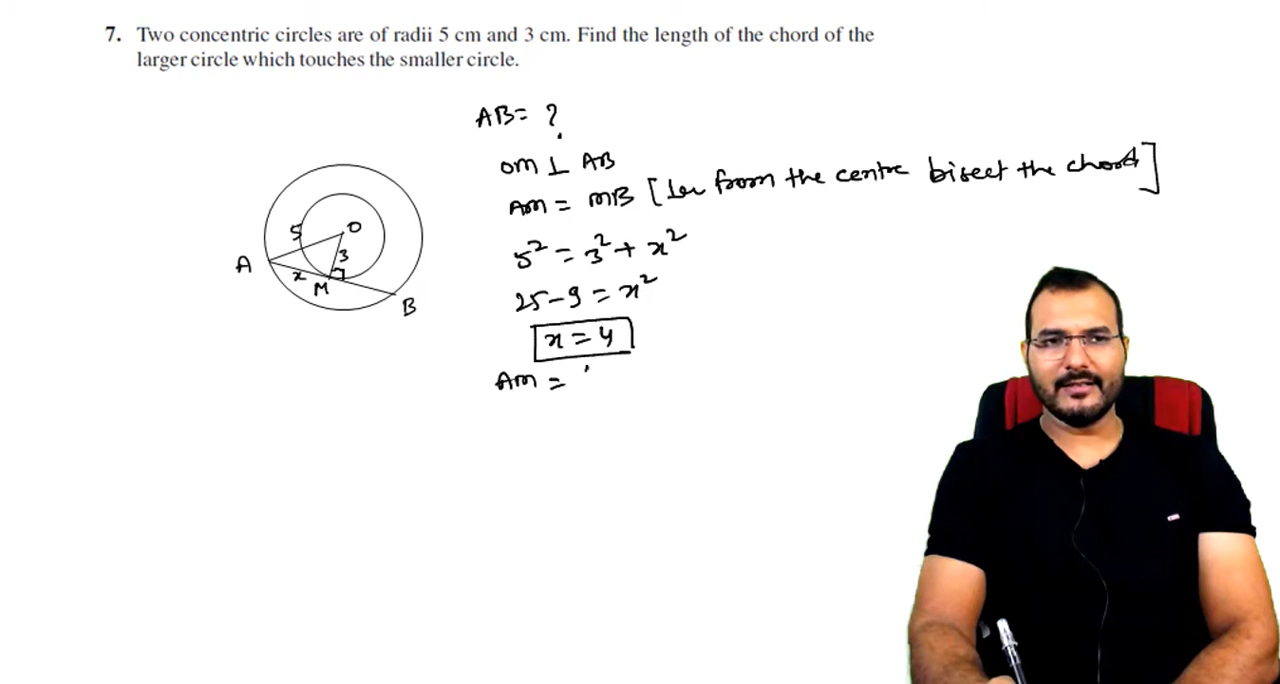 7. Two concentric circles are of radii 5 cm and 3 cm. Find the length of the chord of the
larger circle which touches the smaller circle.
AB= ?
OM ⊥ AB
AM = MB [⊥er from the centre bisect the chord]
5² = 3² + x²
25-9 = x²
x = 4
AM =
O
5
3
A
x
M
B